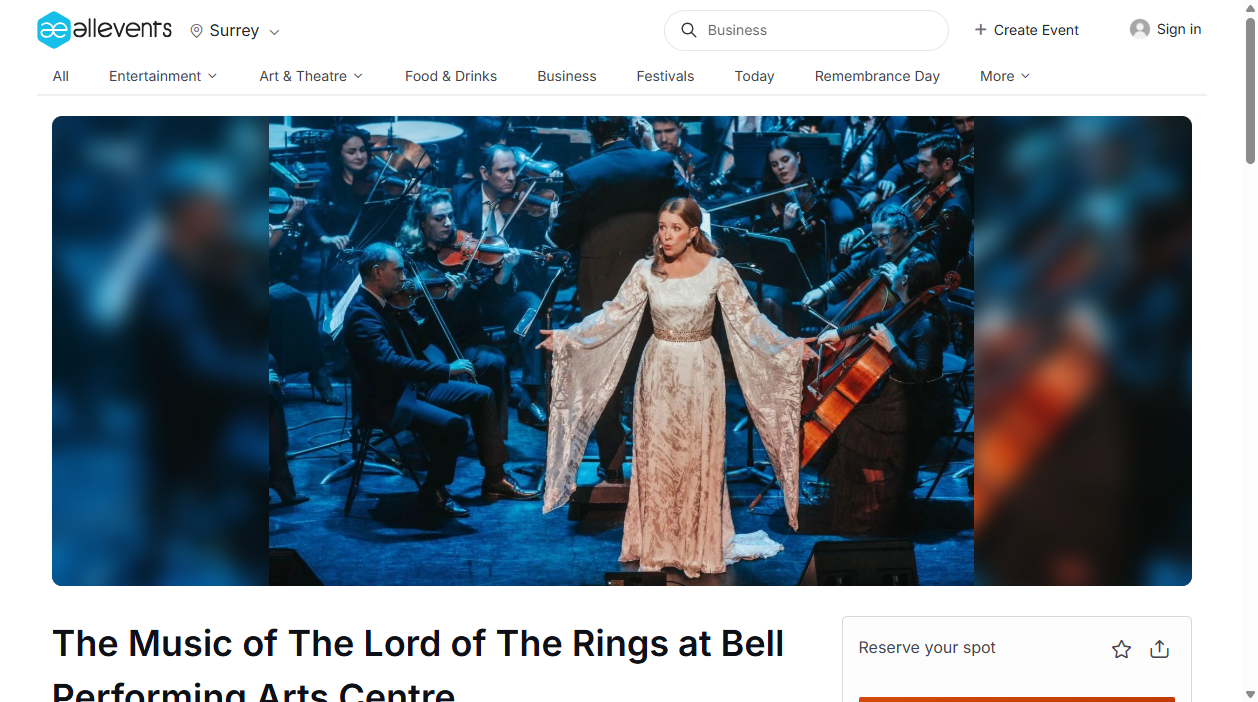 allevents
Surrey
Business
Create Event
Sign in
All
Entertainment
Art & Theatre
Food & Drinks
Business
Festivals
Today
Remembrance Day
More
The Music of The Lord of The Rings at Bell
Performing Arts Centre
Reserve your spot